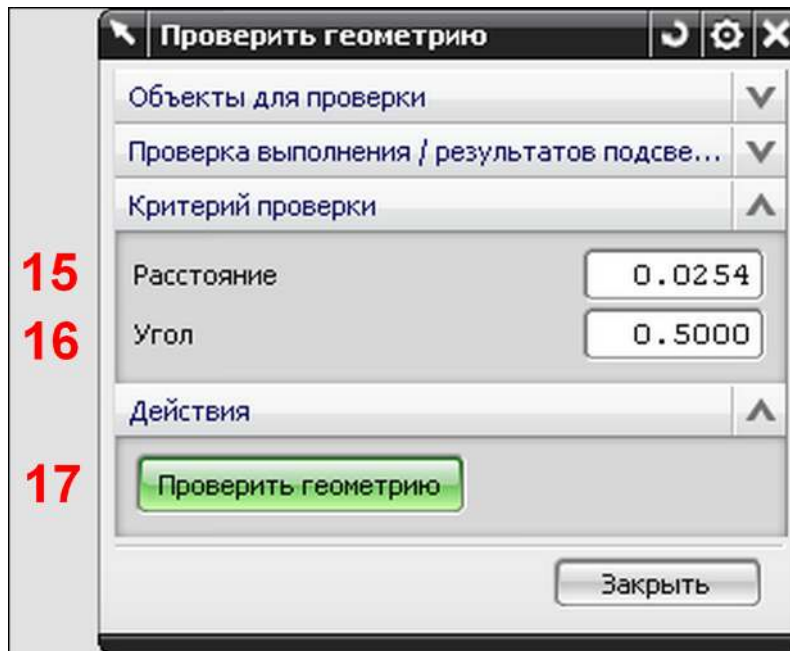 Проверить геометрию
Объекты для проверки
Проверка выполнения / результатов подсве...
Критерий проверки
15 Расстояние 0.0254
16 Угол 0.5000
Действия
17 Проверить геометрию
Закрыть